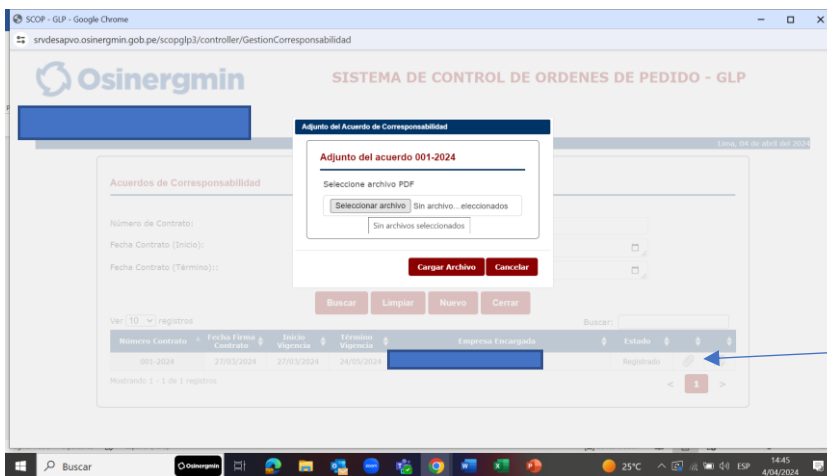 SCOP - GLP - Google Chrome
srvdesapvo.osinergmin.gob.pe/scopglp3/controller/GestionCorresponsabilidad
Osinergmin
SISTEMA DE CONTROL DE ORDENES DE PEDIDO - GLP
Lima, 04 de abril del 2024
Adjunto del Acuerdo de Corresponsabilidad
Adjunto del acuerdo 001-2024
Seleccione archivo PDF
Seleccionar archivo Sin archivo...eleccionados
Sin archivos seleccionados
Cargar Archivo Cancelar
Acuerdos de Corresponsabilidad
Número de Contrato:
Fecha Contrato (Inicio):
Fecha Contrato (Término)::
Buscar Limpiar Nuevo Cerrar
Ver 10 registros
Buscar:
Número Contrato Fecha Firma Contrato Inicio Vigencia Término Vigencia Empresa Encargada Estado
001-2024 27/03/2024 27/03/2024 24/05/2024 Registrado
Mostrando 1 - 1 de 1 registros
< 1 >
Buscar
Osinergmin
25°C
ESP
14:45
4/04/2024